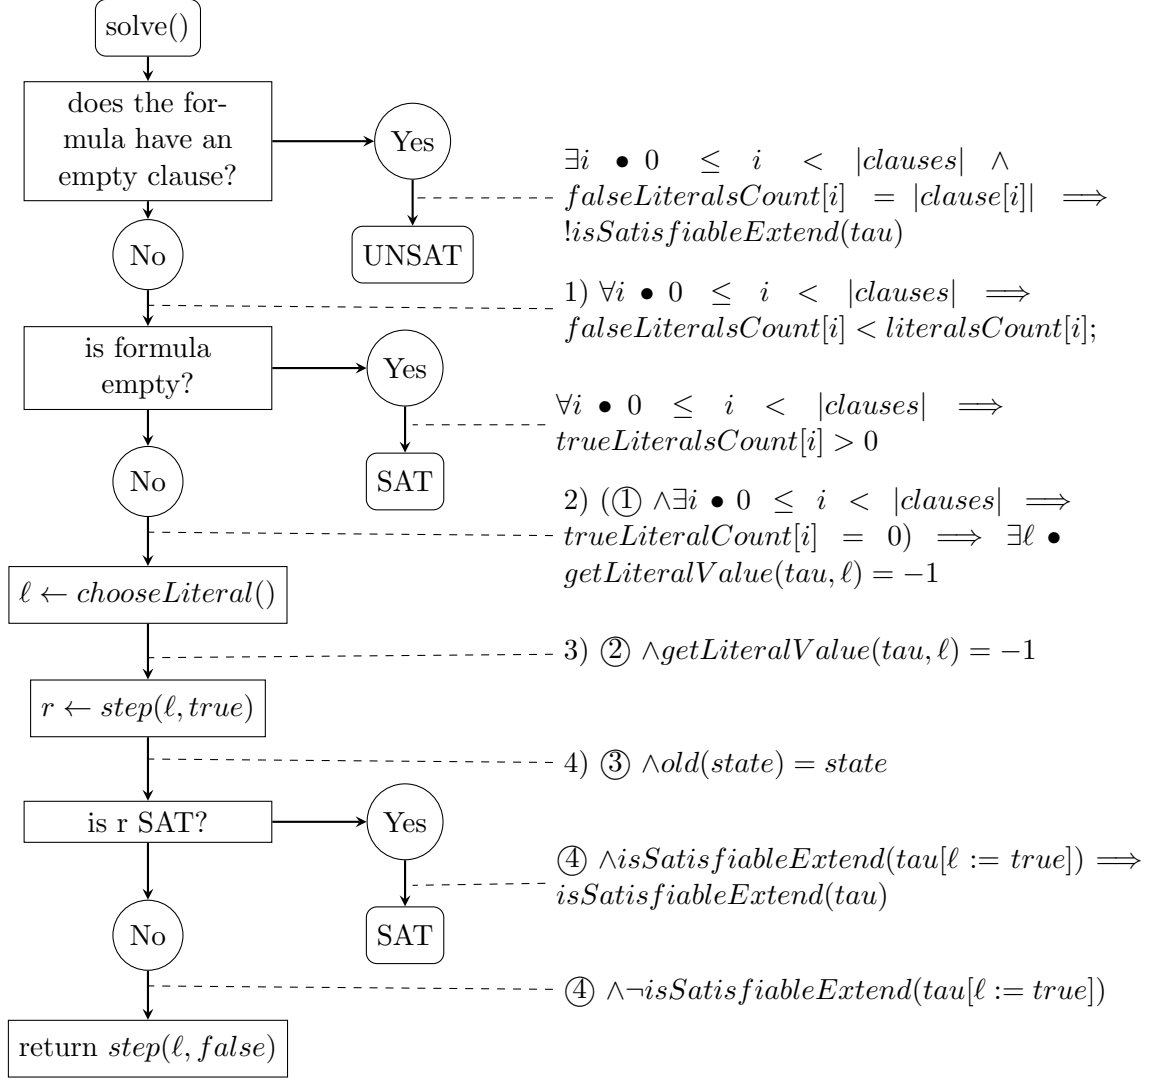 solve()
does the for-
mula have an
empty clause?
Yes
∃i • 0 ≤ i < |clauses| ∧
falseLiteralsCount[i] = |clause[i]| ⟹
!isSatisfiableExtend(tau)
UNSAT
No
1) ∀i • 0 ≤ i < |clauses| ⟹
falseLiteralsCount[i] < literalsCount[i];
is formula
empty?
Yes
∀i • 0 ≤ i < |clauses| ⟹
trueLiteralsCount[i] > 0
SAT
No
2) (① ∧∃i • 0 ≤ i < |clauses| ⟹
trueLiteralCount[i] = 0) ⟹ ∃ℓ •
getLiteralValue(tau, ℓ) = −1
ℓ ← chooseLiteral()
3) ② ∧getLiteralValue(tau, ℓ) = −1
r ← step(ℓ, true)
4) ③ ∧old(state) = state
is r SAT?
Yes
④ ∧isSatisfiableExtend(tau[ℓ := true]) ⟹
isSatisfiableExtend(tau)
SAT
No
④ ∧¬isSatisfiableExtend(tau[ℓ := true])
return step(ℓ, false)